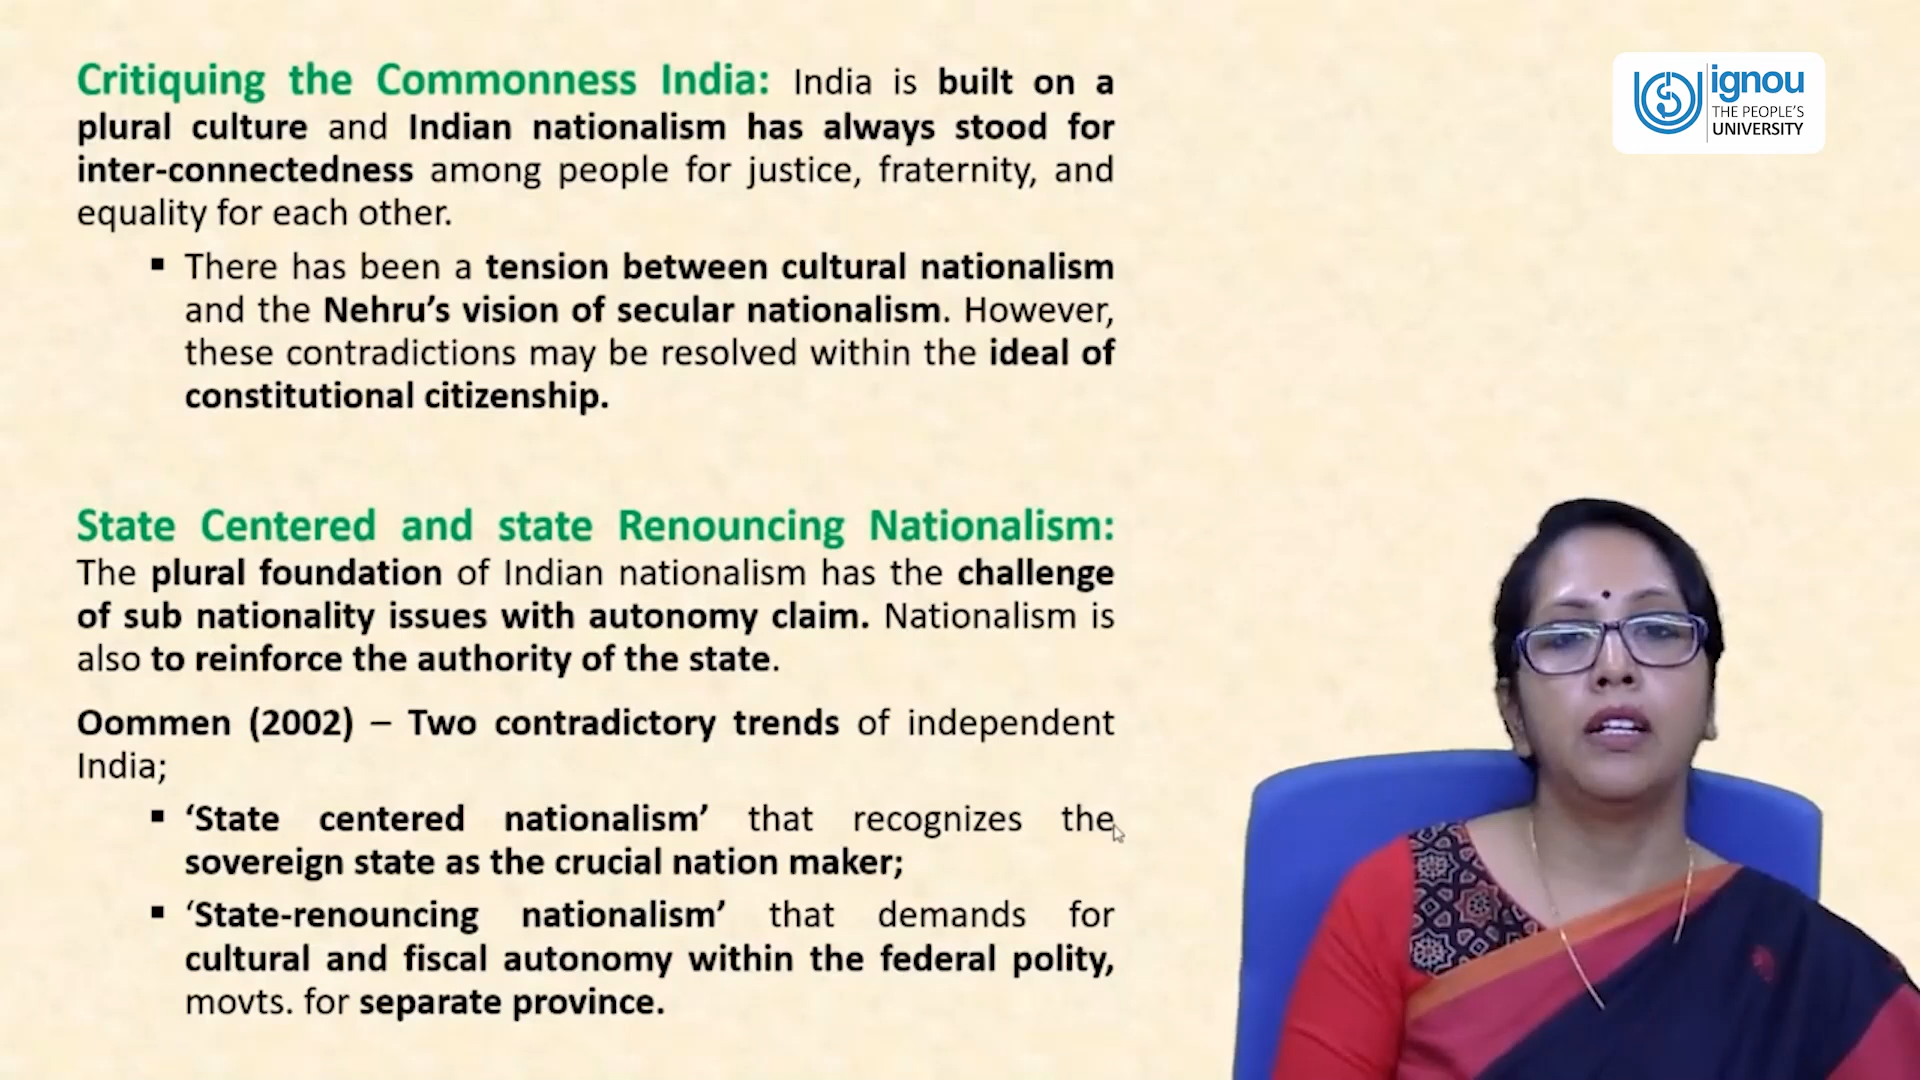 Critiquing the Commonness India: India is built on a
plural culture and Indian nationalism has always stood for
inter-connectedness among people for justice, fraternity, and
equality for each other.
▪ There has been a tension between cultural nationalism
and the Nehru’s vision of secular nationalism. However,
these contradictions may be resolved within the ideal of
constitutional citizenship.
State Centered and state Renouncing Nationalism:
The plural foundation of Indian nationalism has the challenge
of sub nationality issues with autonomy claim. Nationalism is
also to reinforce the authority of the state.
Oommen (2002) – Two contradictory trends of independent
India;
▪ ‘State centered nationalism’ that recognizes the
sovereign state as the crucial nation maker;
▪ ‘State-renouncing nationalism’ that demands for
cultural and fiscal autonomy within the federal polity,
movts. for separate province.
ignou
THE PEOPLE'S
UNIVERSITY